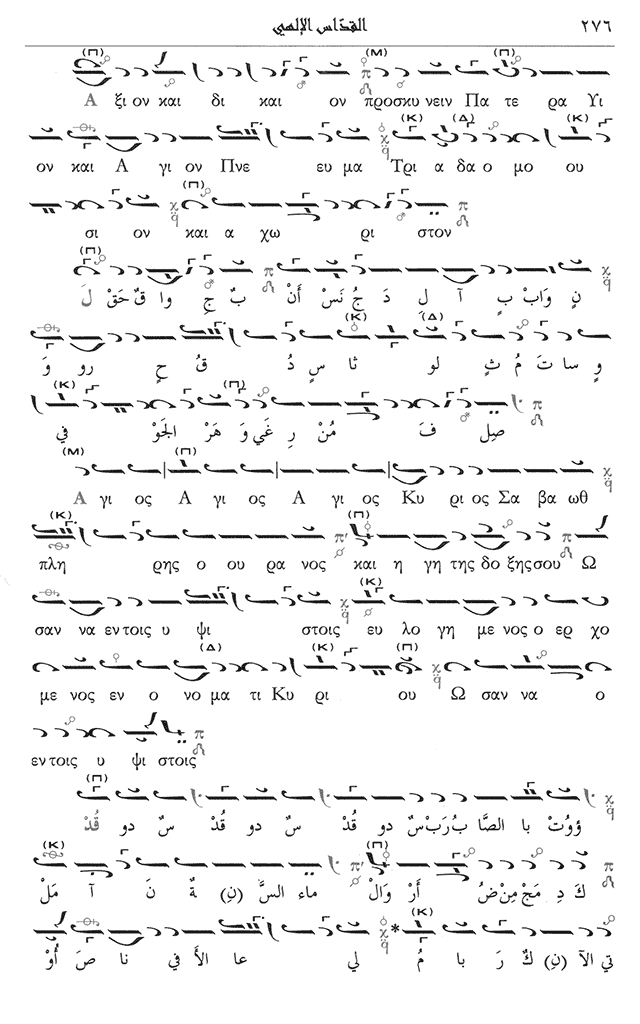 ٢٧٦ القدّاس الإلهي
Α ξι ον και δι και ον προσκυ νειν Πα τε ρα Υι
ον και Α γι ον Πνε ευ μα Τρι α δα ο μο ου
σι ον και α χω ρι στον
لَ حَقْ قٌ وا جِ بٌ أَنْ نَسْ جُ دَ لِ آ بٍ وَابْ نٍ
وَ رو حٍ قُ دُ سٍ ثا لو ثٍ مُ تَ سا وٍ
في الجَوْ هَرْ وَ غَي رِ مُنْ فَ صِل
Α γι ος Α γι ος Α γι ος Κυ ρι ος Σα βα ωθ
πλη ρης ο ου ρα νος και η γη της δο ξης σου Ω
σαν να εν τοις υ ψι στοις ευ λο γη με νος ο ερ χο
με νος εν ο νο μα τι Κυ ρι ου Ω σαν να ο
εν τοις υ ψι στοις
قُدْ دو سٌ قُدْ دو سٌ قُدْ دو سٌ رَبْ بُ الصَّا با ؤوُتْ
مَلْ آ نَ ةٌ (نِ) السَّ ماء وَالْ أَرْ ضُ مِنْ مَجْ دِ كَ
أُوْ صَ نا في الأَ عا لي مُ با رَ كٌ (نِ) الآ تي